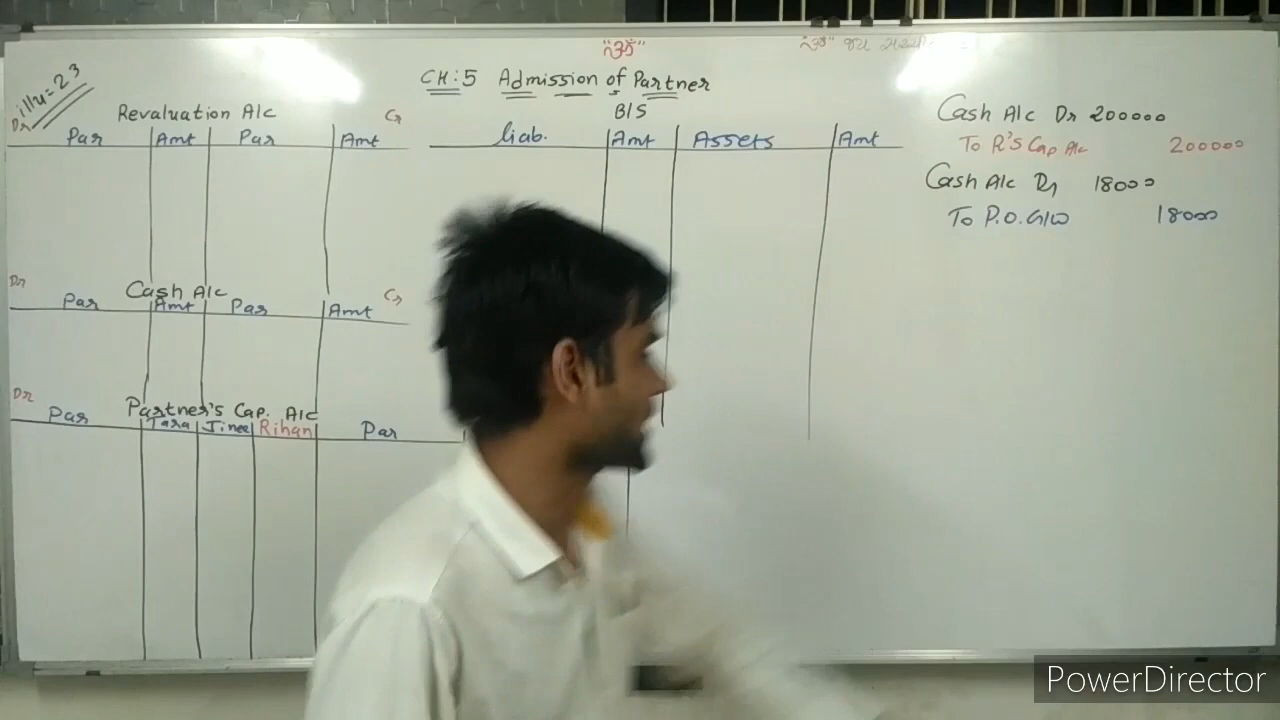 "ૐ"
"ૐ" જય
CH:5 Admission of Partner
illu=23
Revaluation A/c
Dr Cr
Par Amt Par Amt
B/S
Liab. Amt Assets Amt
Cash A/c Dr 200000
To R's Cap A/c 200000
Cash A/c Dr 18000
To P.O.G/W 18000
Cash A/c
Dr Cr
Par Amt Par Amt
Partner's Cap. A/c
Dr
Par Tara Jinee Rihan Par
PowerDirector